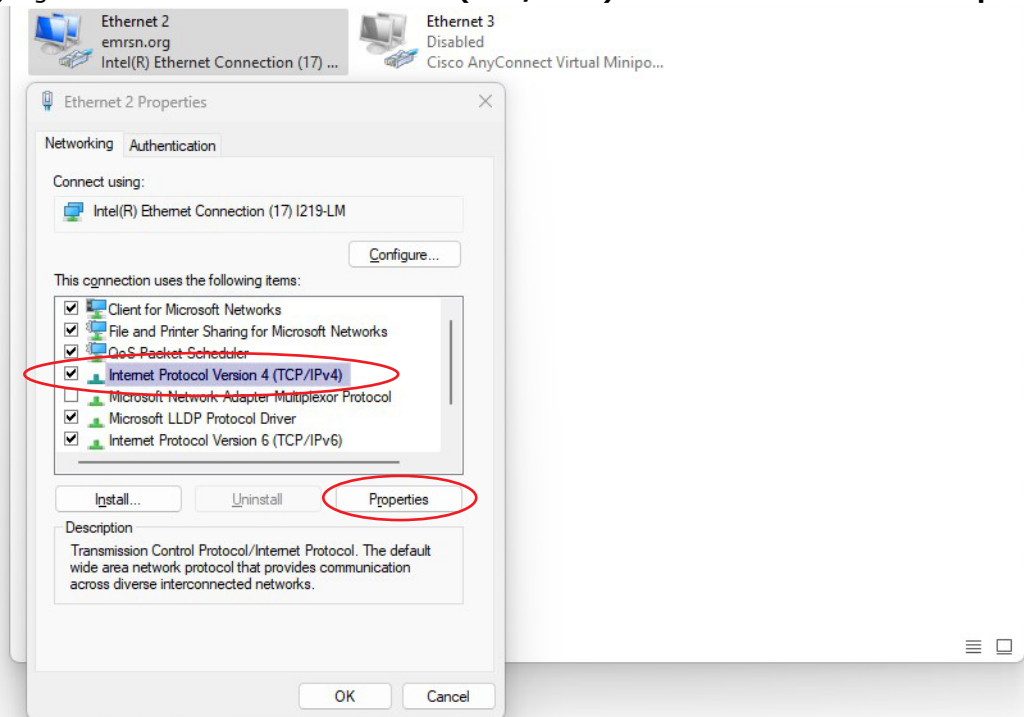 Ethernet 2
emrsn.org
Intel(R) Ethernet Connection (17) ...
Ethernet 3
Disabled
Cisco AnyConnect Virtual Minipo...
Ethernet 2 Properties
Networking
Authentication
Connect using:
Intel(R) Ethernet Connection (17) I219-LM
Configure...
This connection uses the following items:
Client for Microsoft Networks
File and Printer Sharing for Microsoft Networks
QoS Packet Scheduler
Internet Protocol Version 4 (TCP/IPv4)
Microsoft Network Adapter Multiplexor Protocol
Microsoft LLDP Protocol Driver
Internet Protocol Version 6 (TCP/IPv6)
Install...
Uninstall
Properties
Description
Transmission Control Protocol/Internet Protocol. The default
wide area network protocol that provides communication
across diverse interconnected networks.
OK
Cancel